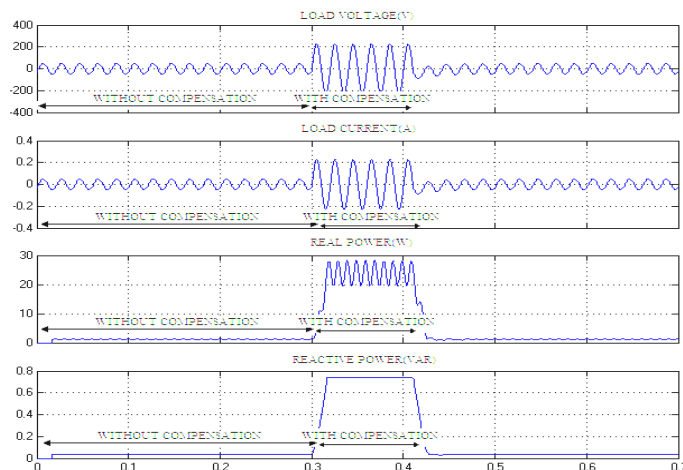 LOAD VOLTAGE(V)
400
200
0
-200
-400
WITHOUT COMPENSATION
WITH COMPENSATION
LOAD CURRENT(A)
0.4
0.2
0
-0.2
-0.4
WITHOUT COMPENSATION
WITH COMPENSATION
REAL POWER(W)
30
20
10
0
WITHOUT COMPENSATION
WITH COMPENSATION
REACTIVE POWER(VAR)
0.8
0.6
0.4
0.2
0
WITHOUT COMPENSATION
WITH COMPENSATION
0 0.1 0.2 0.3 0.4 0.5 0.6 0.7